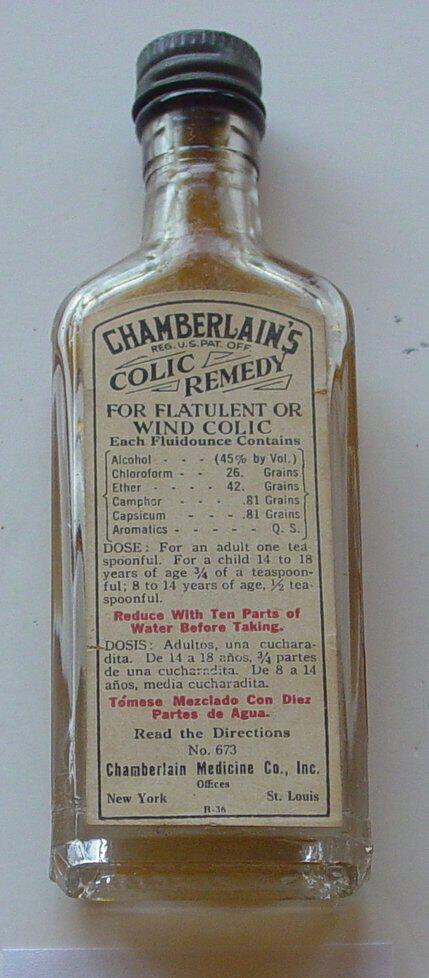 CHAMBERLAIN'S
REG. U.S. PAT. OFF.
COLIC
REMEDY
FOR FLATULENT OR
WIND COLIC
Each Fluidounce Contains
Alcohol - - - (45% by Vol.)
Chloroform - - 26. Grains
Ether - - - - 42. Grains
Camphor - - - .81 Grains
Capsicum - - - .81 Grains
Aromatics - - - - - Q. S.
DOSE: For an adult one tea-
spoonful. For a child 14 to 18
years of age ¾ of a teaspoon-
ful; 8 to 14 years of age, ½ tea-
spoonful.
Reduce With Ten Parts of
Water Before Taking.
DOSIS: Adultos, una cuchara-
dita. De 14 a 18 años, ¾ partes
de una cucharadita. De 8 a 14
años, media cucharadita.
Tómese Mezclado Con Diez
Partes de Agua.
Read the Directions
No. 673
Chamberlain Medicine Co., Inc.
Offices
New York St. Louis
R-36